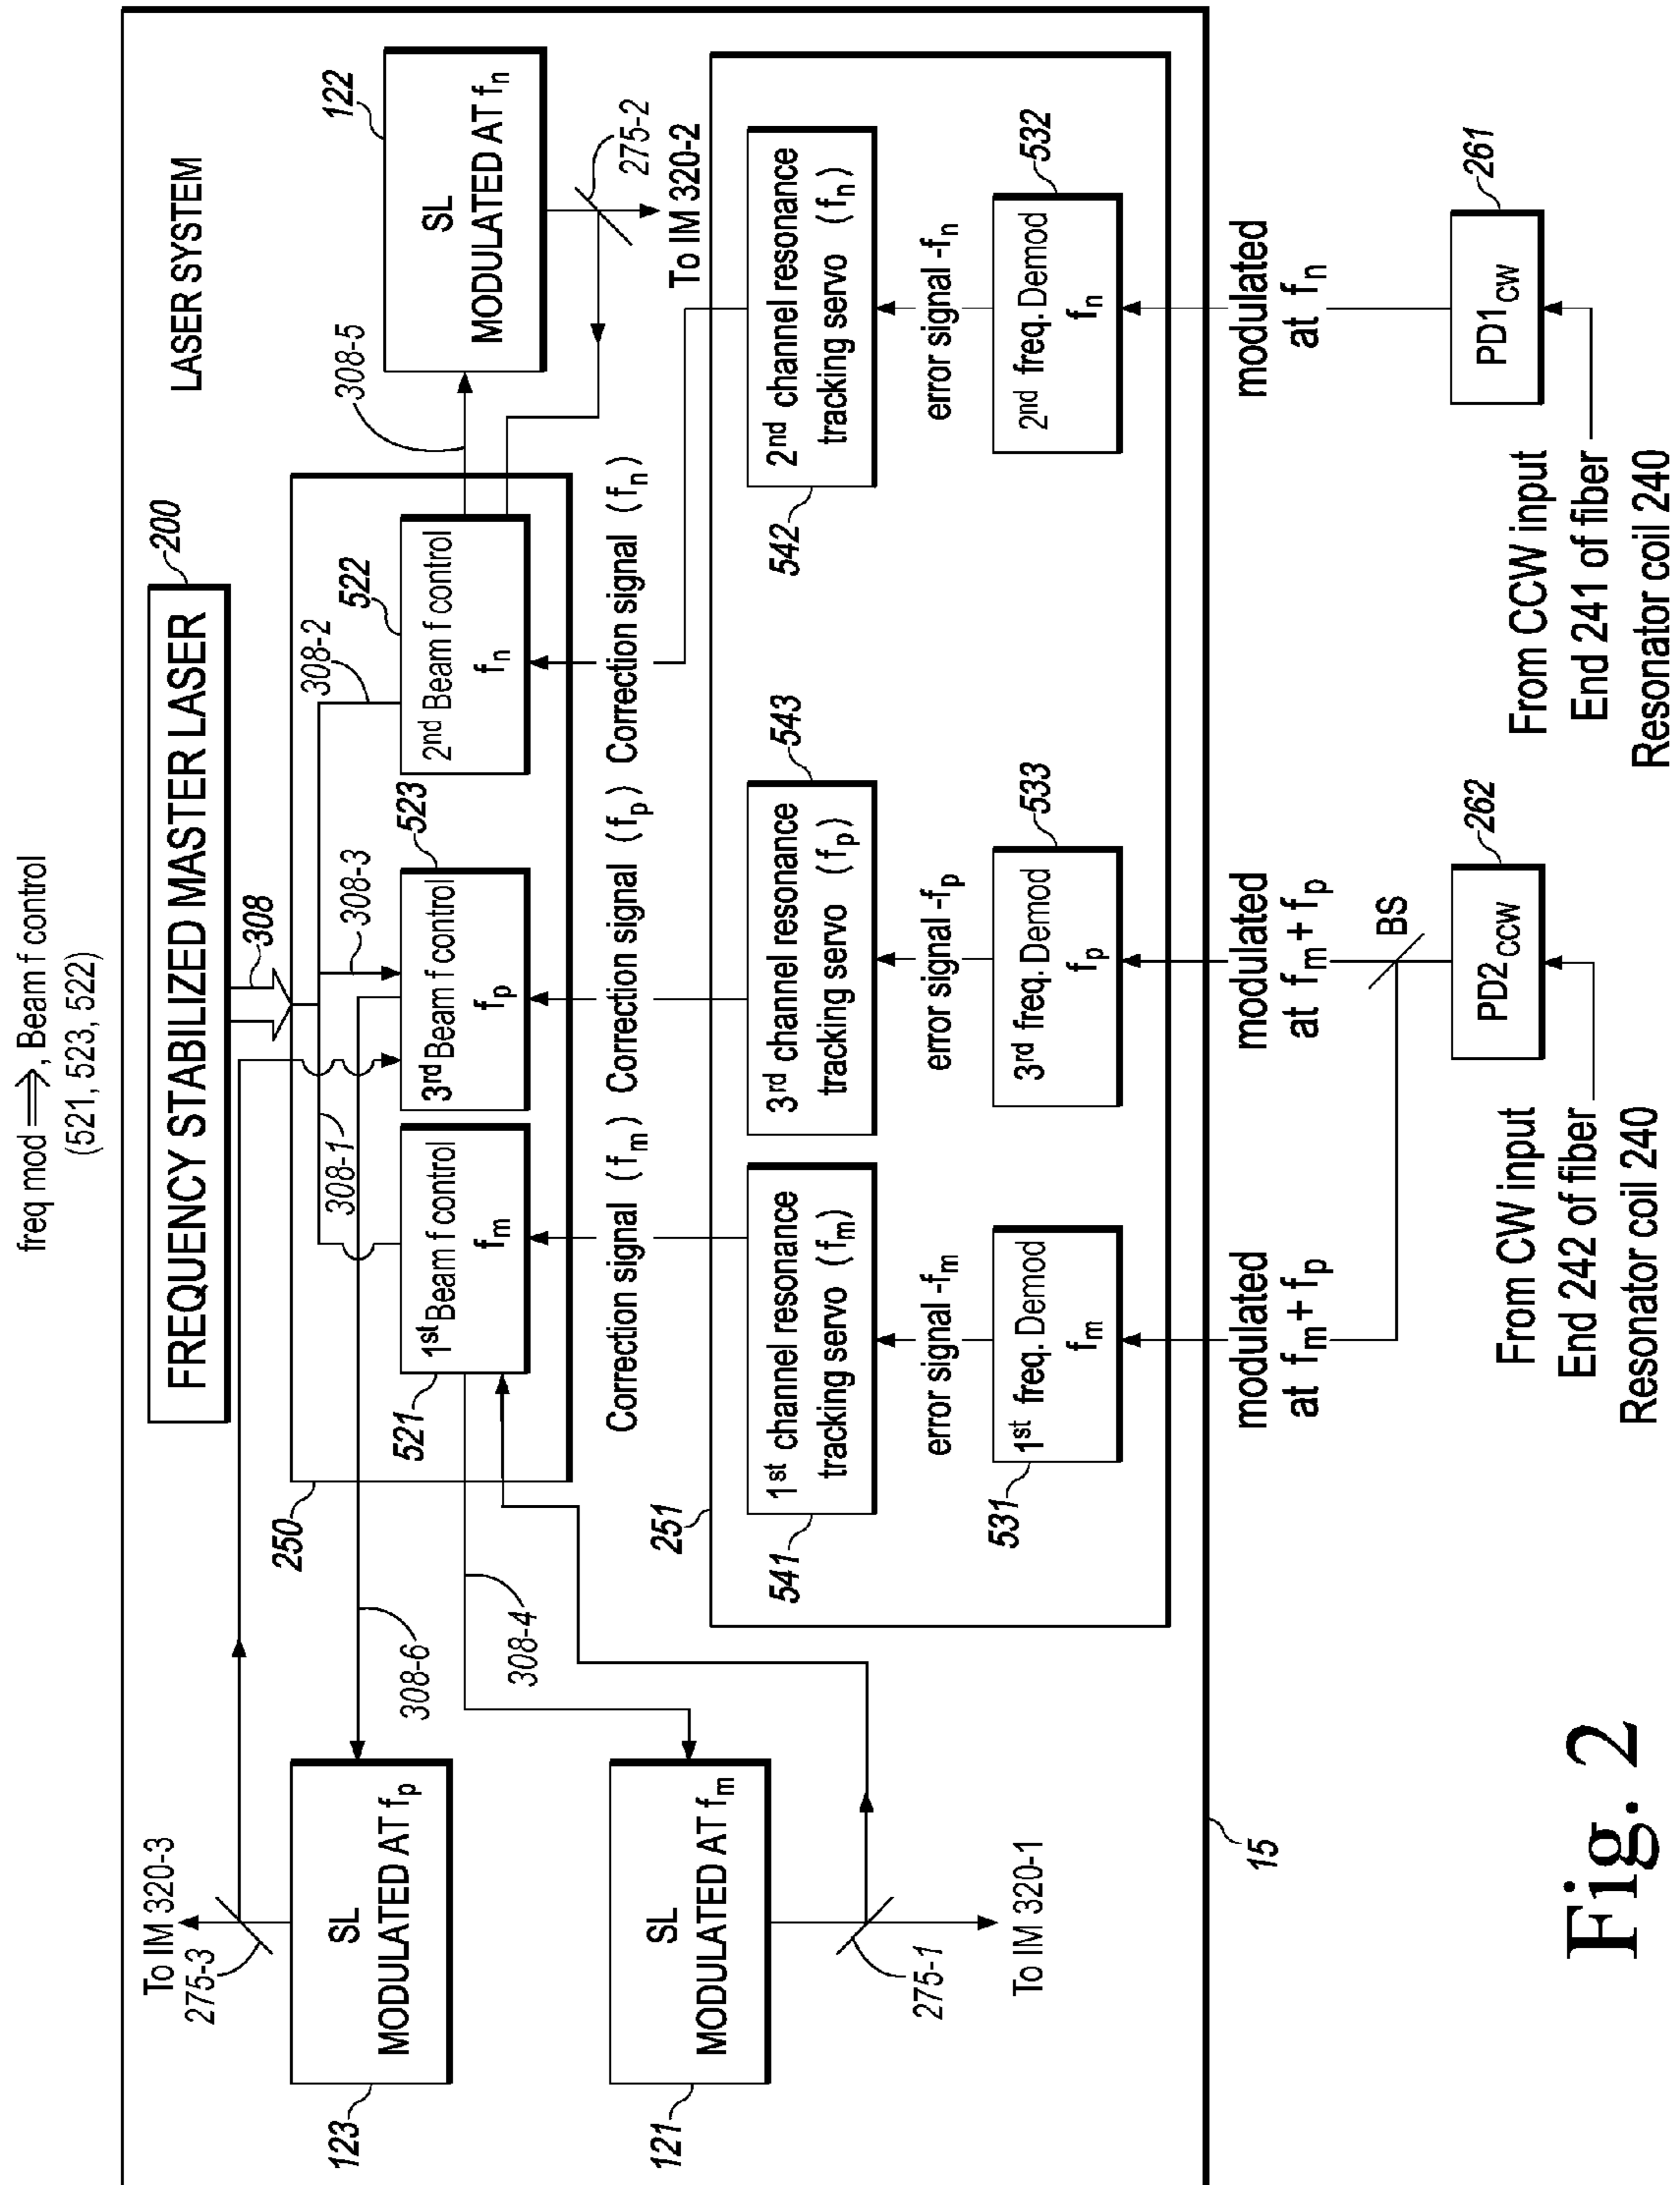 freq mod ⟹, Beam f control
(521, 523, 522)
LASER SYSTEM
FREQUENCY STABILIZED MASTER LASER
200
308
To IM 320-3
275-3
SL
MODULATED AT fp
123
SL
MODULATED AT fm
121
275-1
To IM 320-1
308-6
308-4
250
308-1
308-3
308-2
308-5
521
1st Beam f control
fm
523
3rd Beam f control
fp
522
2nd Beam f control
fn
122
SL
MODULATED AT fn
275-2
To IM 320-2
Correction signal (fm)
Correction signal (fp)
Correction signal (fn)
251
541
1st channel resonance
tracking servo (fm)
543
3rd channel resonance
tracking servo (fp)
542
2nd channel resonance
tracking servo (fn)
error signal -fm
error signal -fp
error signal -fn
531
1st freq. Demod
fm
533
3rd freq. Demod
fp
532
2nd freq. Demod
fn
15
modulated
at fm + fp
modulated
at fm + fp
modulated
at fn
BS
PD2CCW
262
PD1CW
261
From CW input
End 242 of fiber
Resonator coil 240
From CCW input
End 241 of fiber
Resonator coil 240
Fig. 2